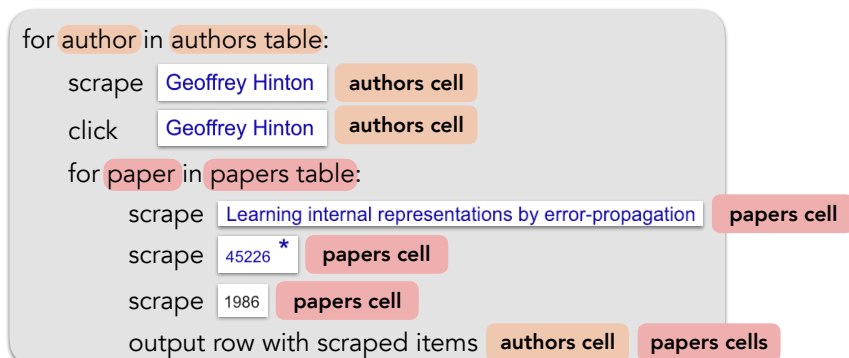 for author in authors table:
scrape Geoffrey Hinton authors cell
click Geoffrey Hinton authors cell
for paper in papers table:
scrape Learning internal representations by error-propagation papers cell
scrape 45226 * papers cell
scrape 1986 papers cell
output row with scraped items authors cell papers cells